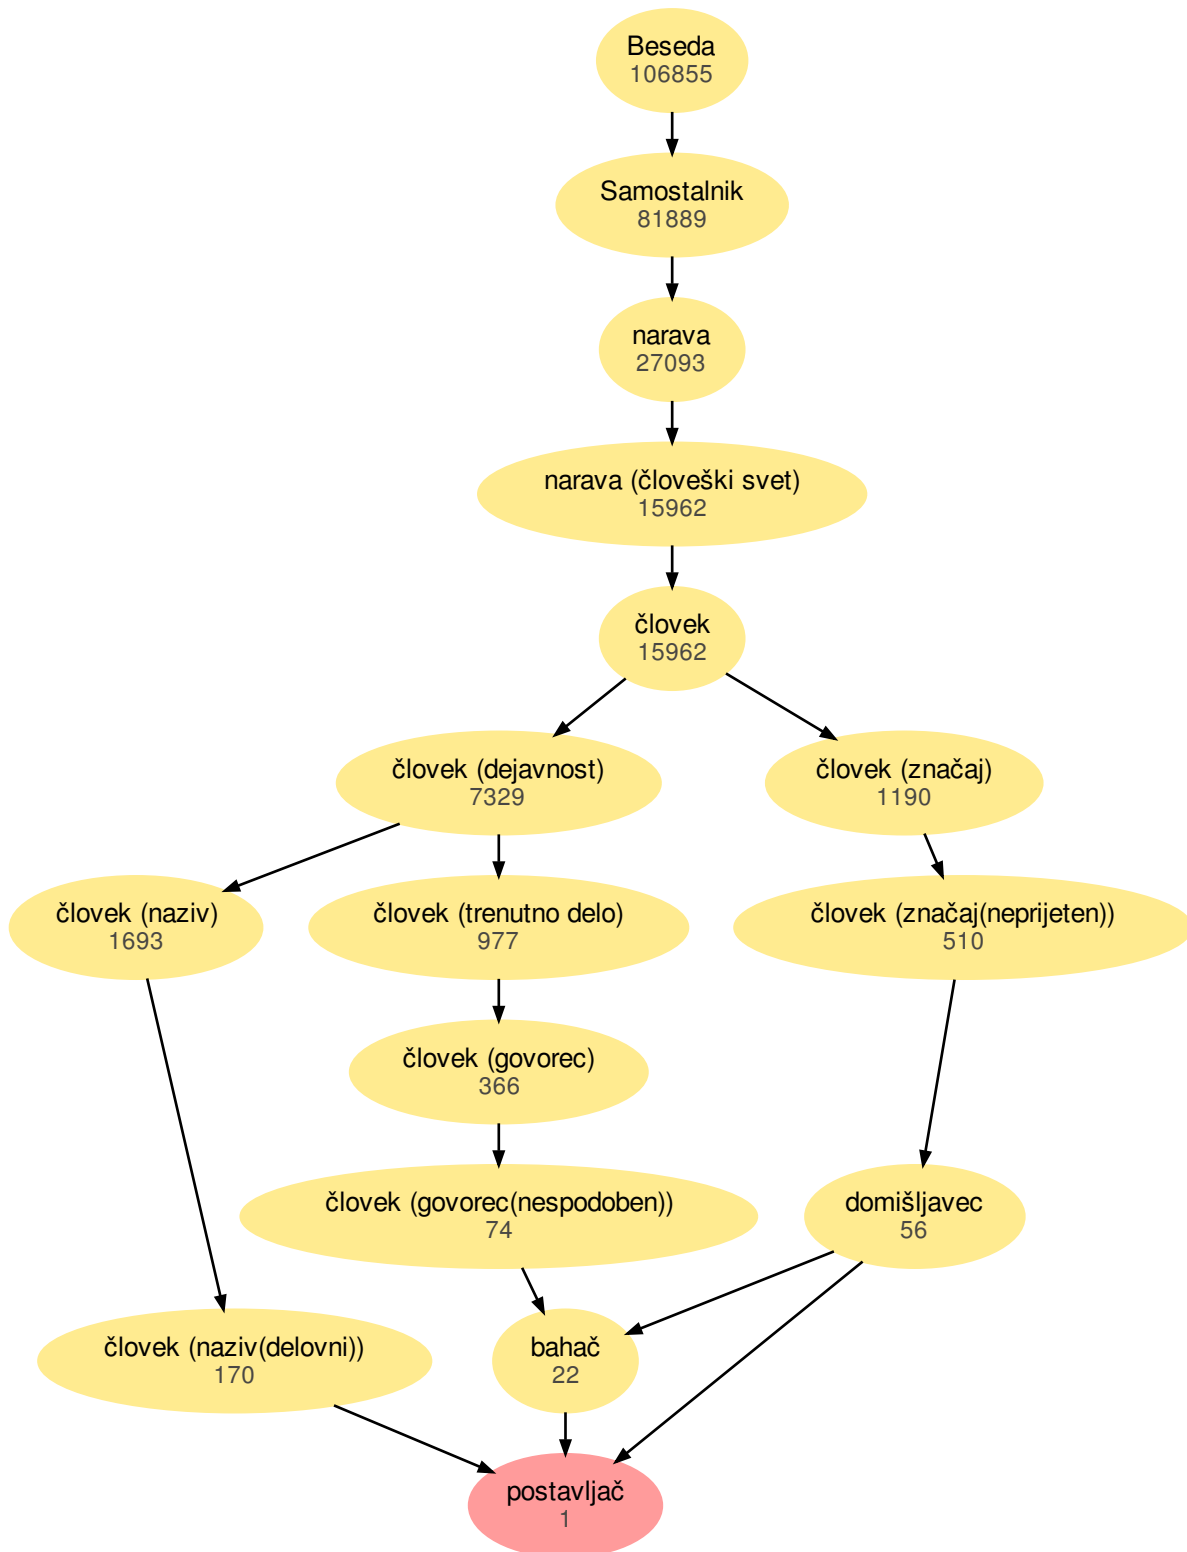 Beseda
106855
Samostalnik
81889
narava
27093
narava (človeški svet)
15962
človek
15962
človek (dejavnost)
7329
človek (značaj)
1190
človek (naziv)
1693
človek (trenutno delo)
977
človek (značaj(neprijeten))
510
človek (govorec)
366
človek (govorec(nespodoben))
74
domišljavec
56
človek (naziv(delovni))
170
bahač
22
postavljač
1